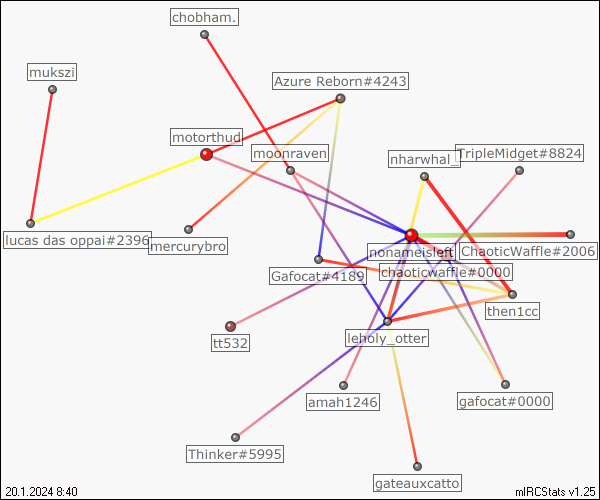 chobham.
mukszi
Azure Reborn#4243
motorthud
moonraven
nharwhal_
TripleMidget#8824
lucas das oppai#2396
mercurybro
nonameisleft
ChaoticWaffle#2006
Gafocat#4189
chaoticwaffle#0000
then1cc
tt532
leholy_otter
amah1246
gafocat#0000
Thinker#5995
gateauxcatto
20.1.2024 8:40
mIRCStats v1.25